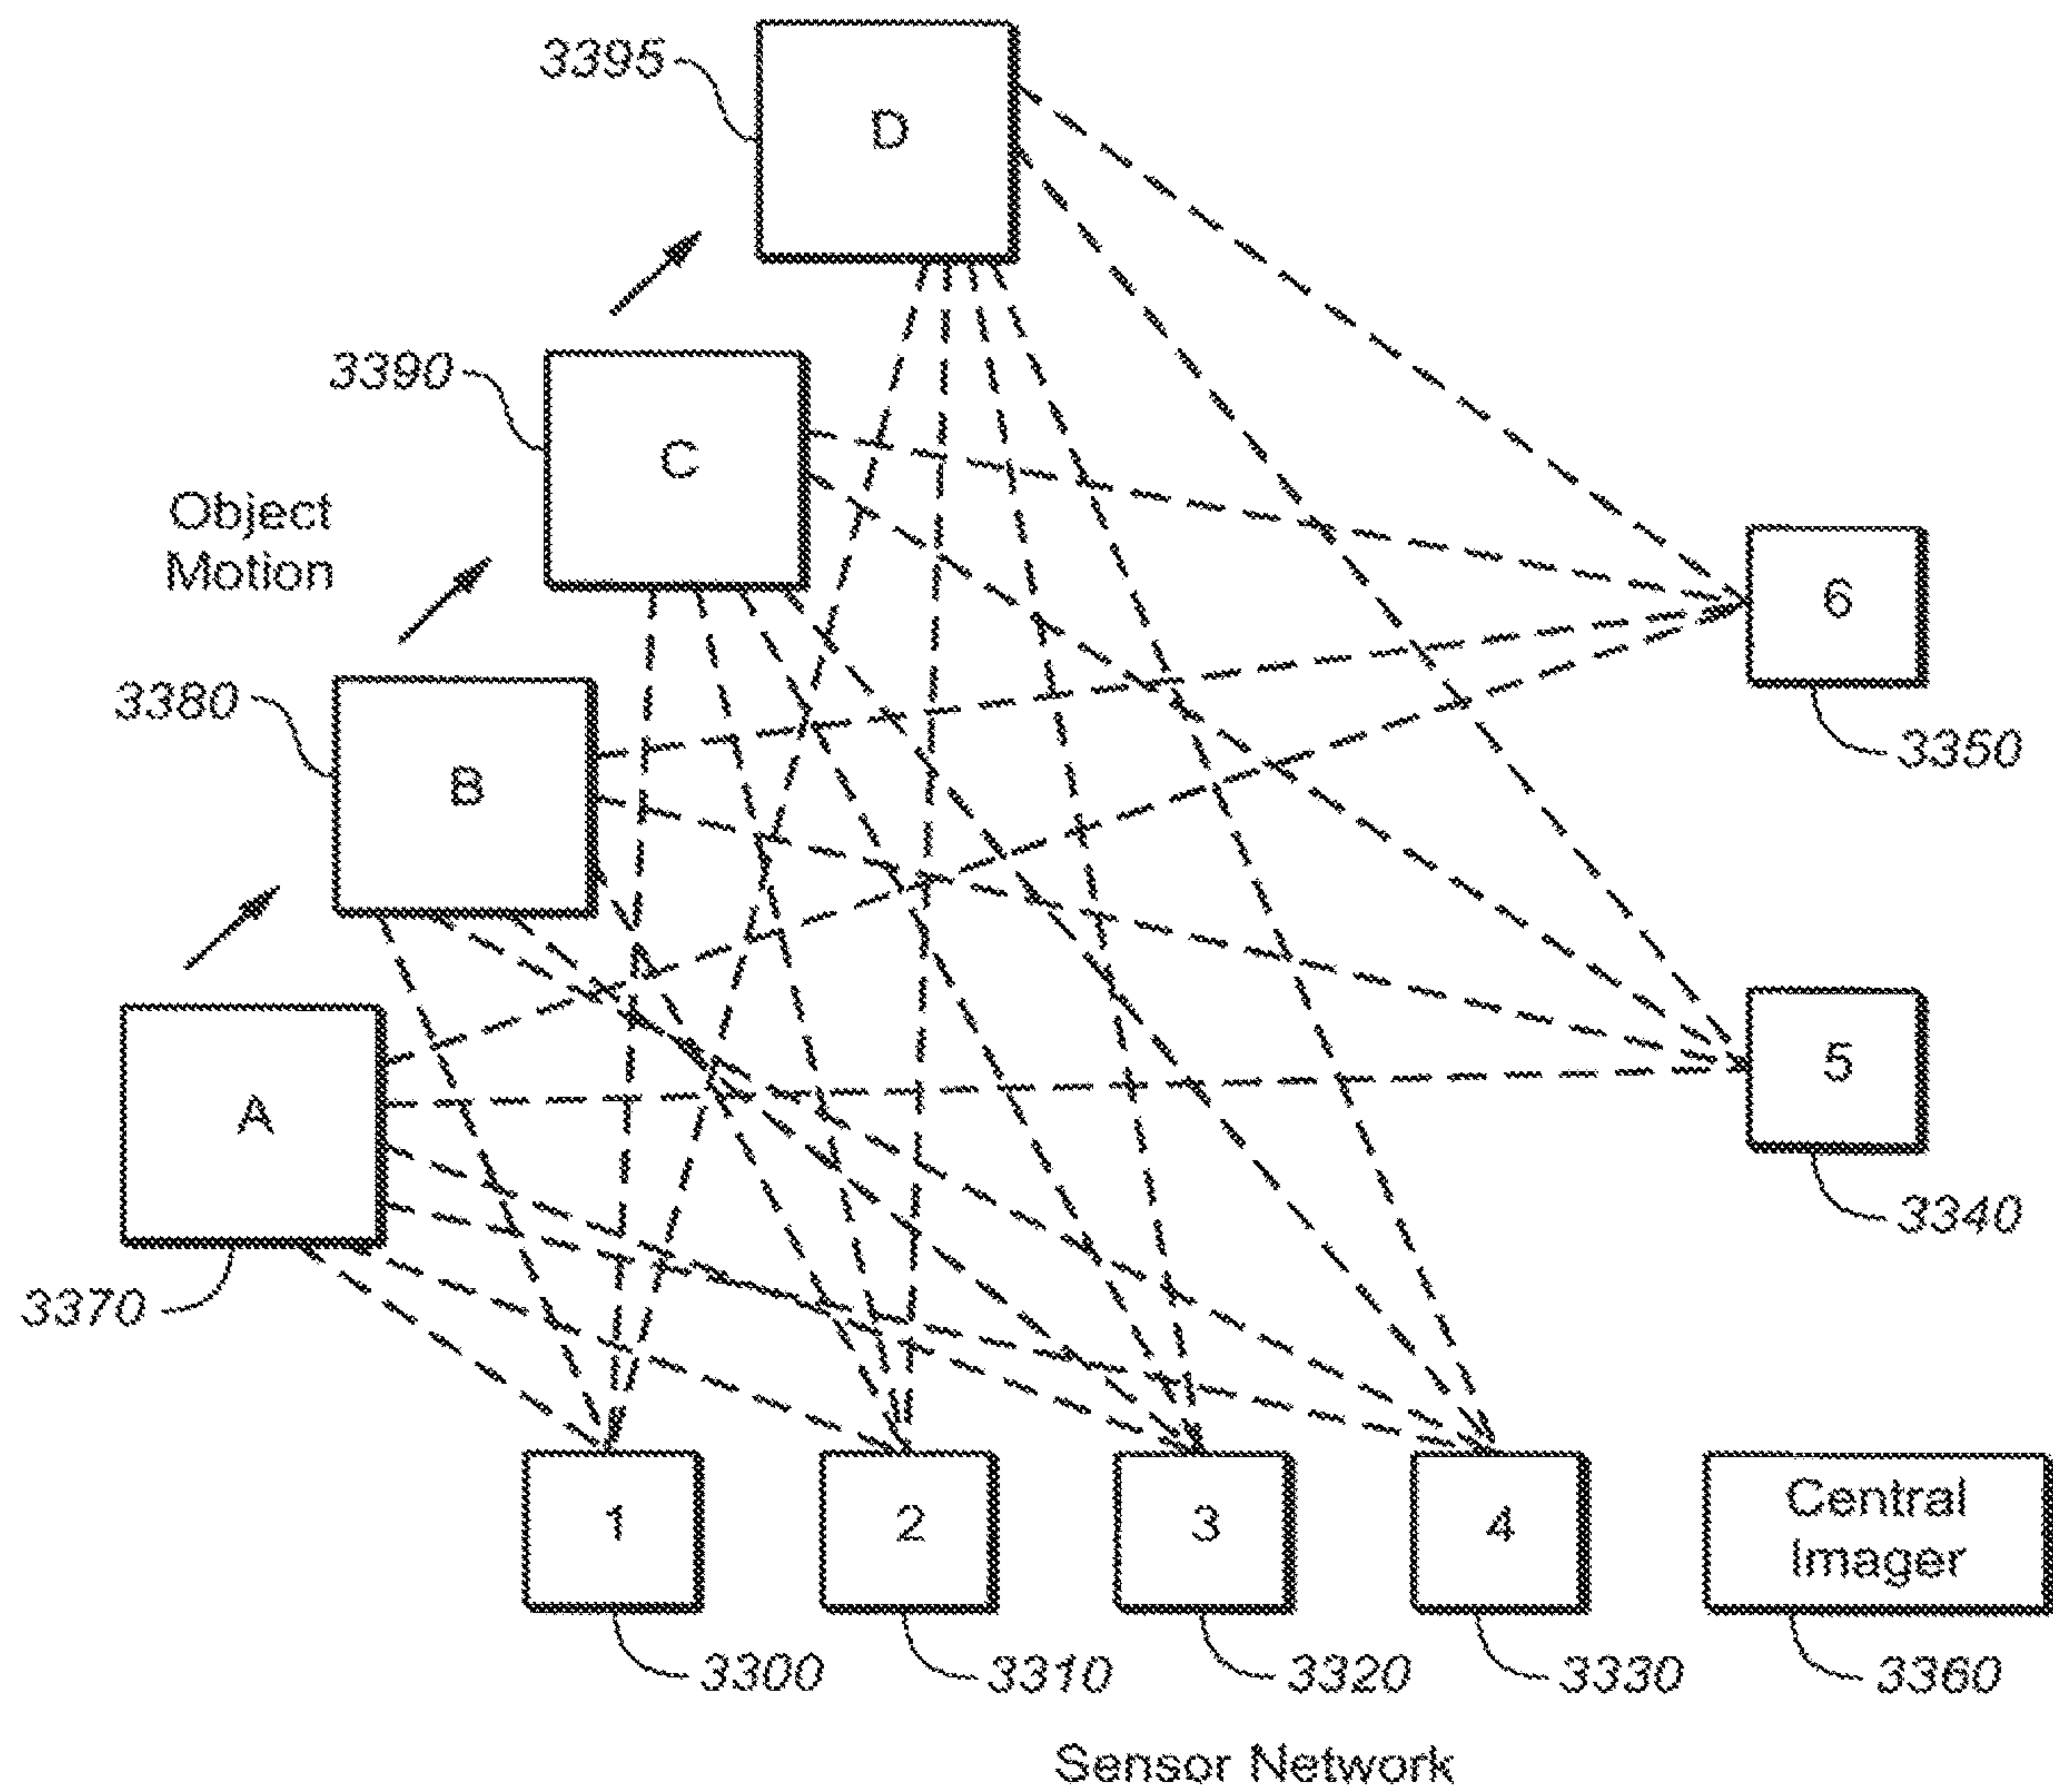 3395
D
3390
C
Object
Motion
6
3380
3350
B
5
A
3340
3370
1
2
3
4
Central
Imager
3300
3310
3320
3330
3360
Sensor Network